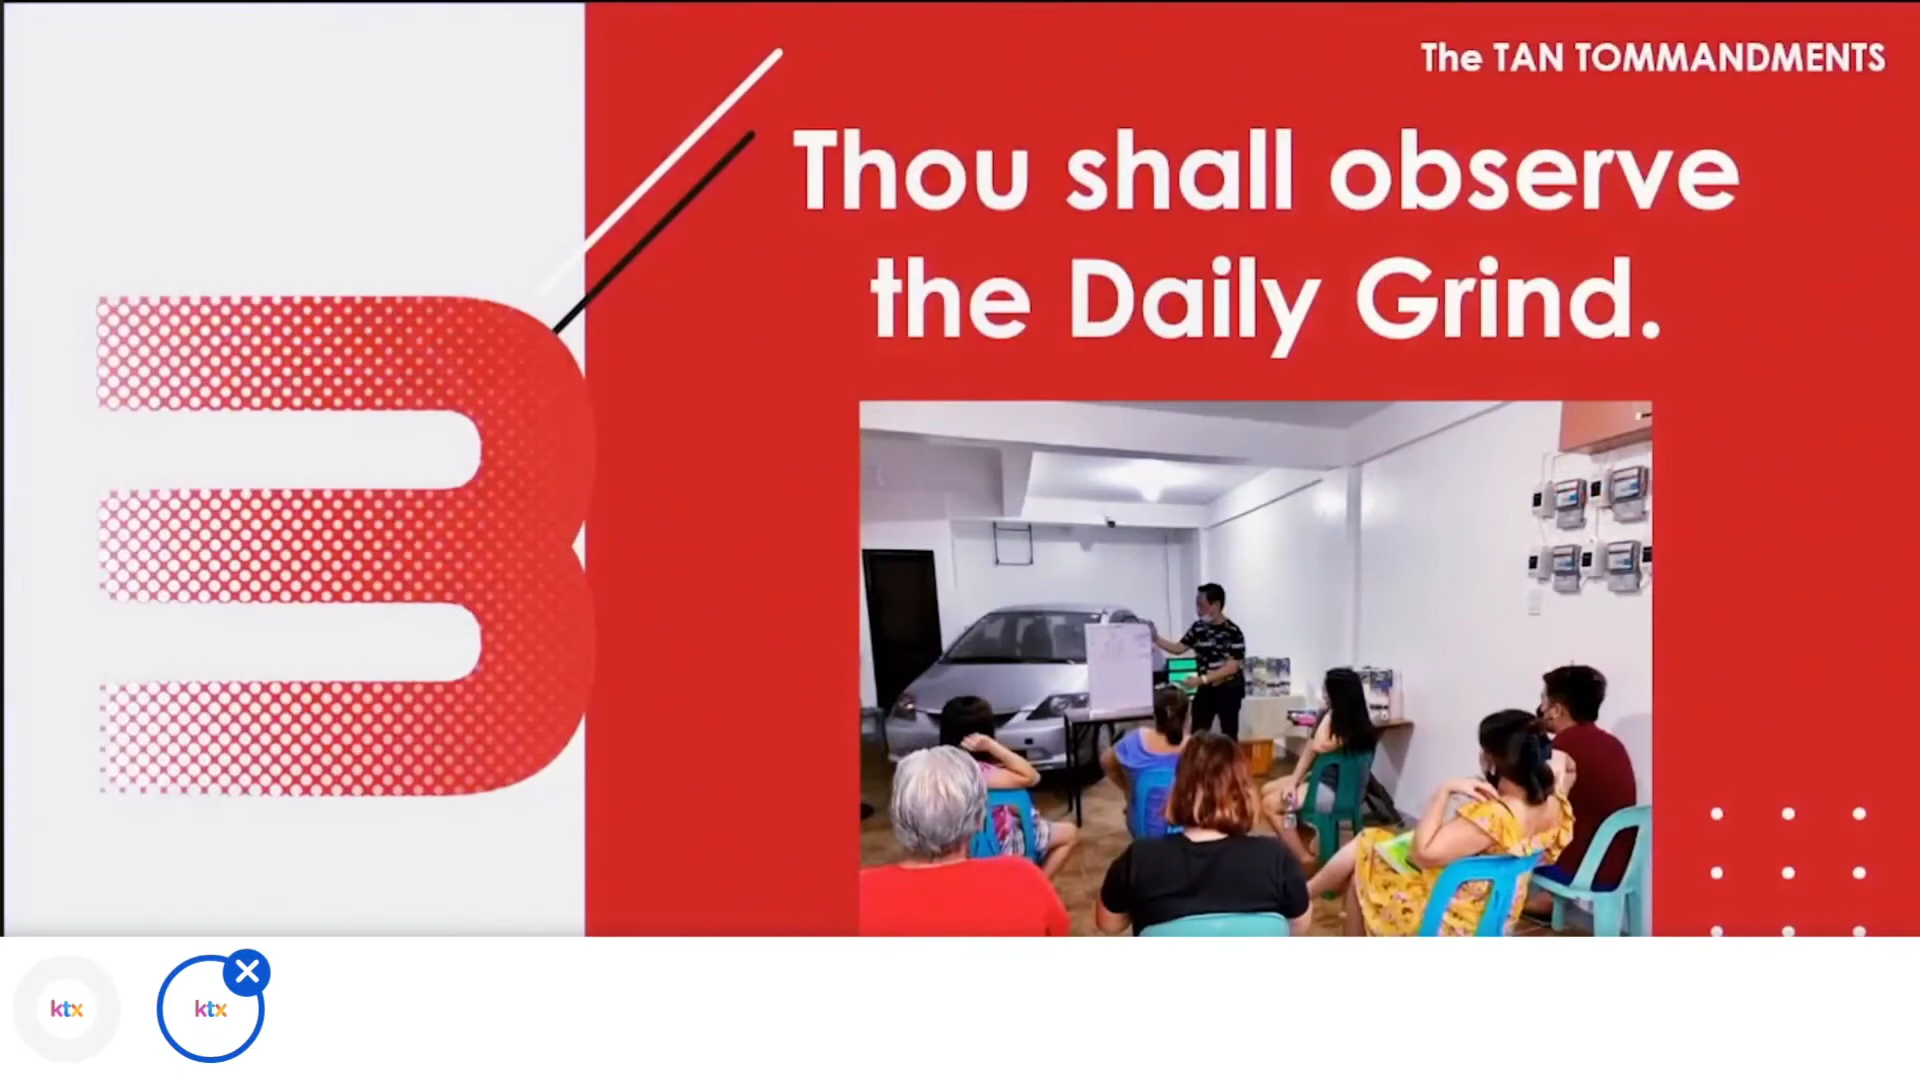 The TAN TOMMANDMENTS
Thou shall observe
the Daily Grind.
3
ktx
ktx